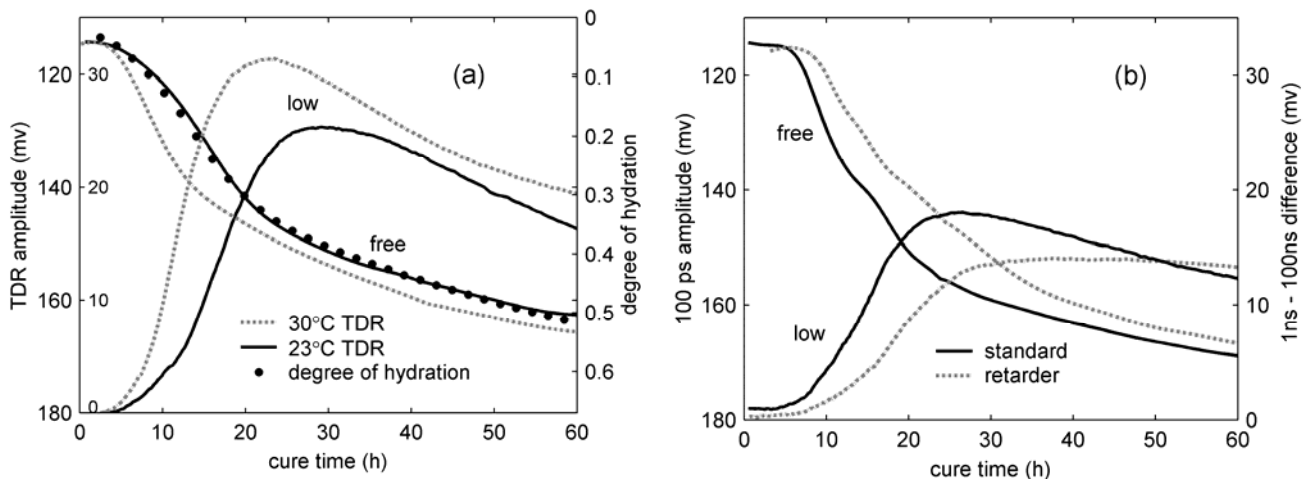 (a)
TDR amplitude (mv)
120
140
160
180
30
20
10
0
low
free
30°C TDR
23°C TDR
degree of hydration
0
0.1
0.2
0.3
0.4
0.5
0.6
degree of hydration
0 10 20 30 40 50 60
cure time (h)
(b)
100 ps amplitude (mv)
120
140
160
180
free
low
standard
retarder
30
20
10
0
1ns - 100ns difference (mv)
0 10 20 30 40 50 60
cure time (h)